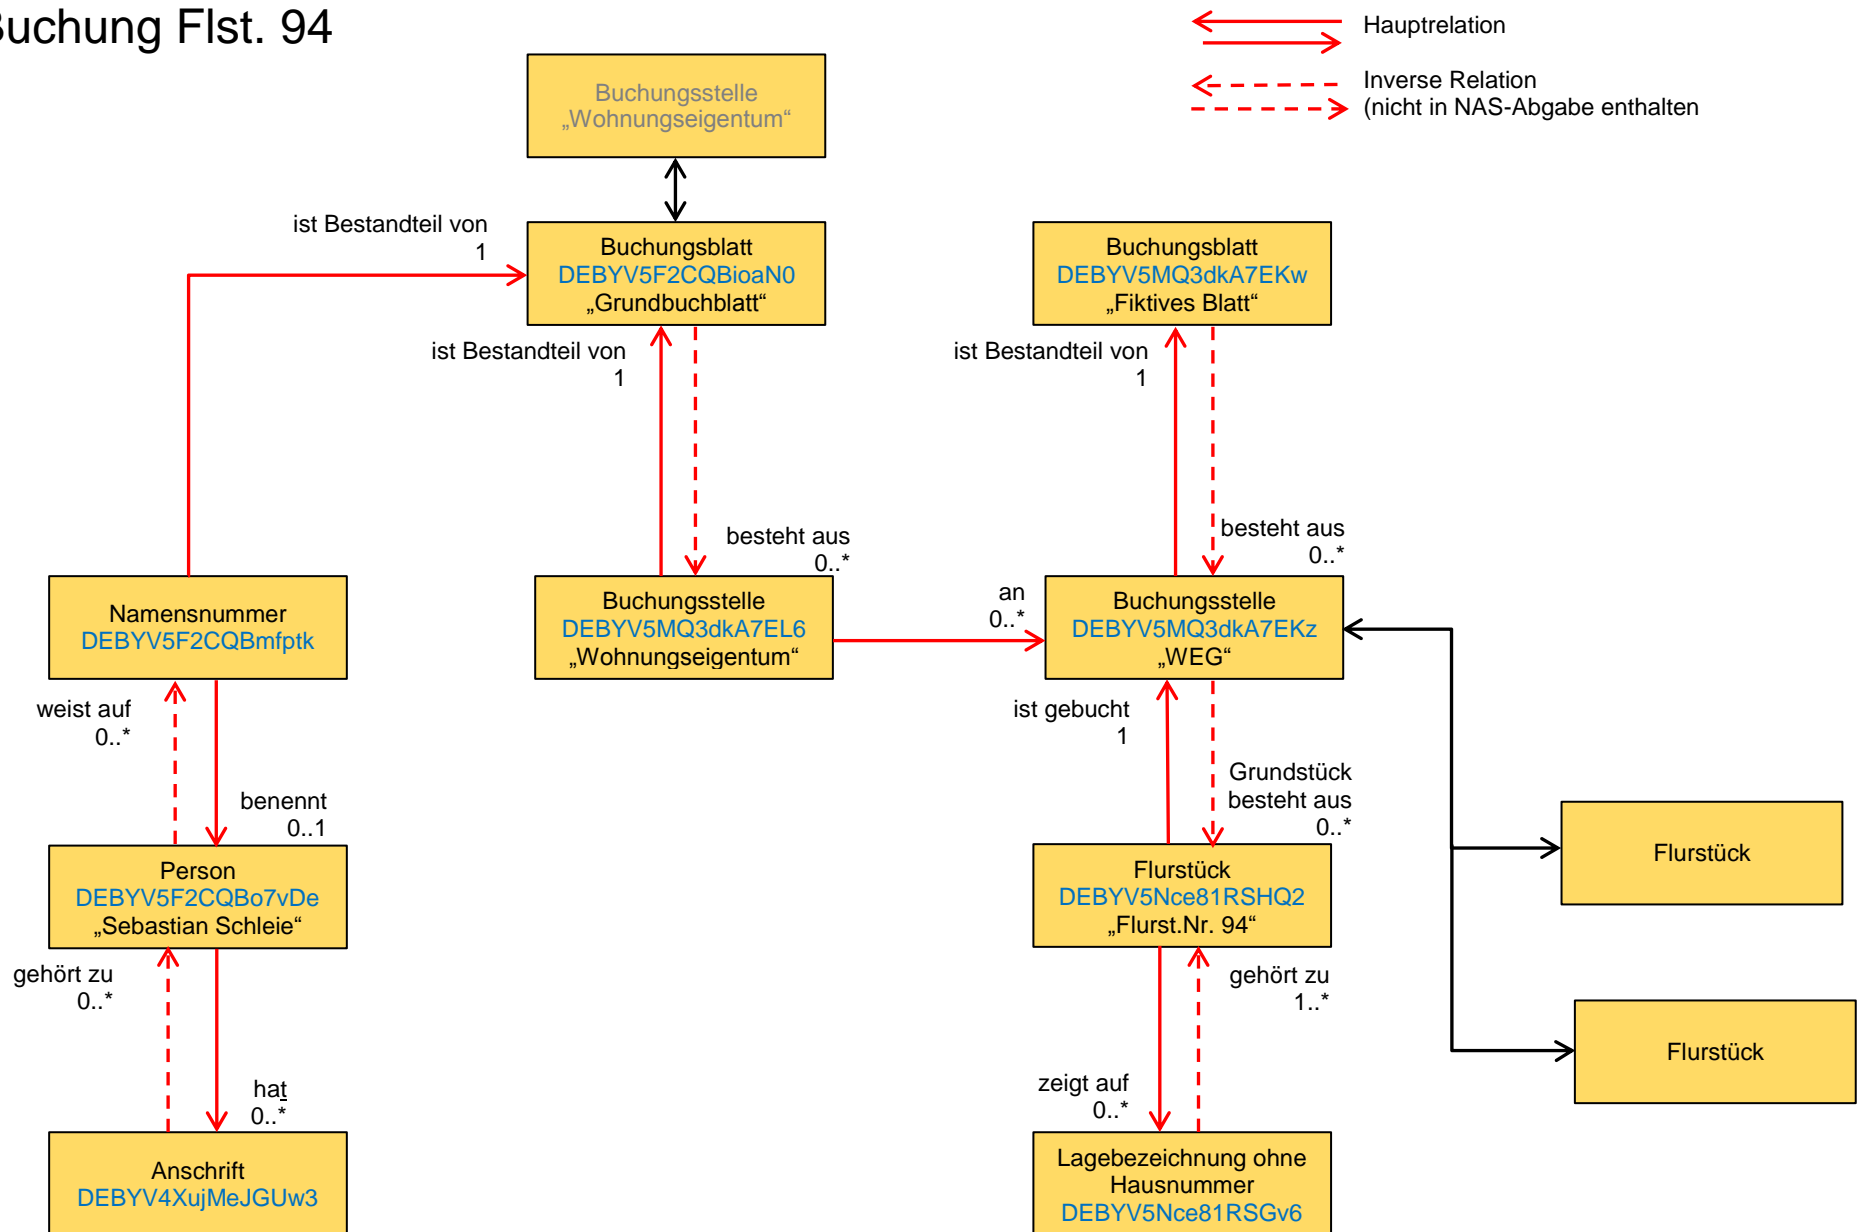 Buchung Flst. 94
Hauptrelation
Inverse Relation
(nicht in NAS-Abgabe enthalten
Buchungsstelle
„Wohnungseigentum“
ist Bestandteil von
1
Buchungsblatt
DEBYV5F2CQBioaN0
„Grundbuchblatt“
Buchungsblatt
DEBYV5MQ3dkA7EKw
„Fiktives Blatt“
ist Bestandteil von
1
ist Bestandteil von
1
besteht aus
0..*
besteht aus
0..*
Namensnummer
DEBYV5F2CQBmfptk
Buchungsstelle
DEBYV5MQ3dkA7EL6
„Wohnungseigentum“
an
0..*
Buchungsstelle
DEBYV5MQ3dkA7EKz
„WEG“
weist auf
0..*
benennt
0..1
ist gebucht
1
Grundstück
besteht aus
0..*
Person
DEBYV5F2CQBo7vDe
„Sebastian Schleie“
Flurstück
DEBYV5Nce81RSHQ2
„Flurst.Nr. 94“
Flurstück
gehört zu
0..*
hat
0..*
gehört zu
1..*
zeigt auf
0..*
Flurstück
Anschrift
DEBYV4XujMeJGUw3
Lagebezeichnung ohne
Hausnummer
DEBYV5Nce81RSGv6